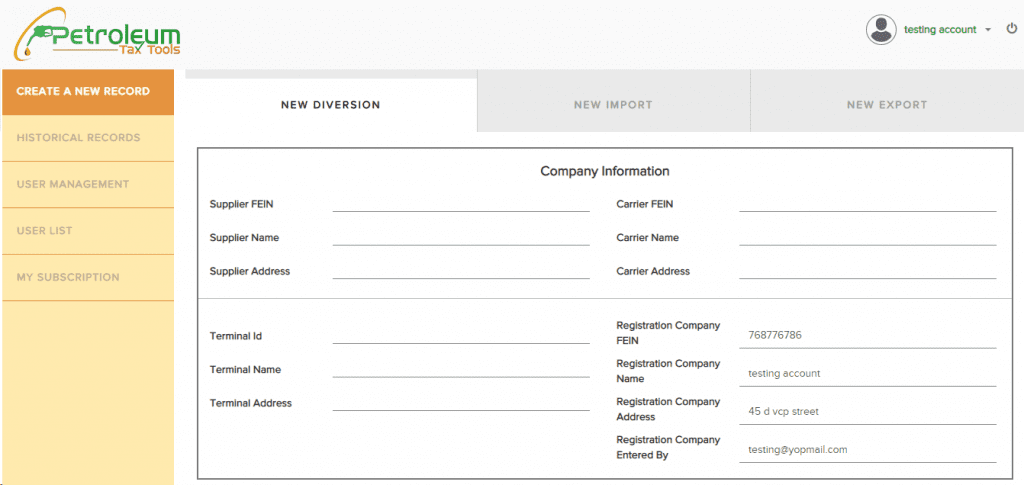 Petroleum
Tax Tools
testing account
CREATE A NEW RECORD
HISTORICAL RECORDS
USER MANAGEMENT
USER LIST
MY SUBSCRIPTION
NEW DIVERSION
NEW IMPORT
NEW EXPORT
Company Information
Supplier FEIN
Carrier FEIN
Supplier Name
Carrier Name
Supplier Address
Carrier Address
Terminal Id
Terminal Name
Terminal Address
Registration Company
FEIN
768776786
Registration Company
Name
testing account
Registration Company
Address
45 d vcp street
Registration Company
Entered By
testing@yopmail.com